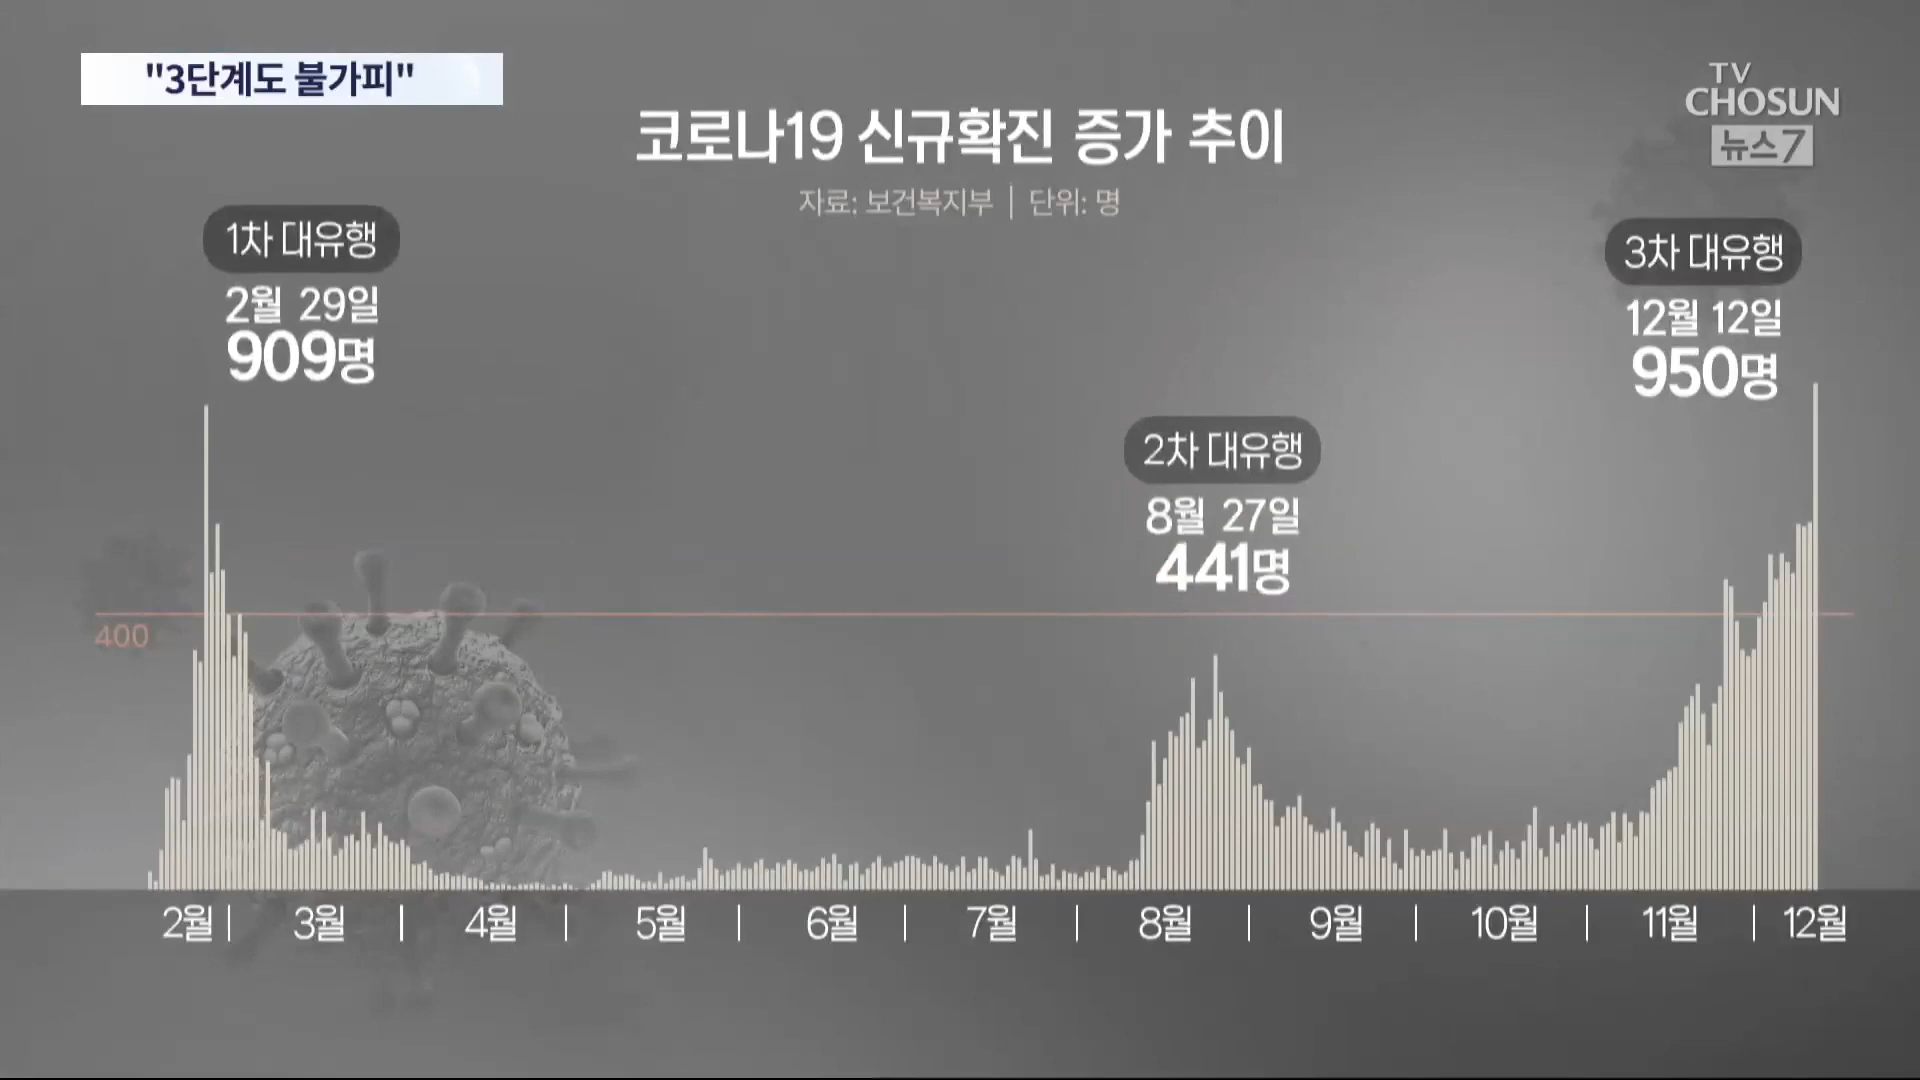 "3단계도 불가피"
TV
CHOSUN
뉴스7
코로나19 신규확진 증가 추이
자료: 보건복지부 | 단위: 명
1차 대유행
2월 29일
909명
3차 대유행
12월 12일
950명
2차 대유행
8월 27일
441명
400
2월 3월 4월 5월 6월 7월 8월 9월 10월 11월 12월